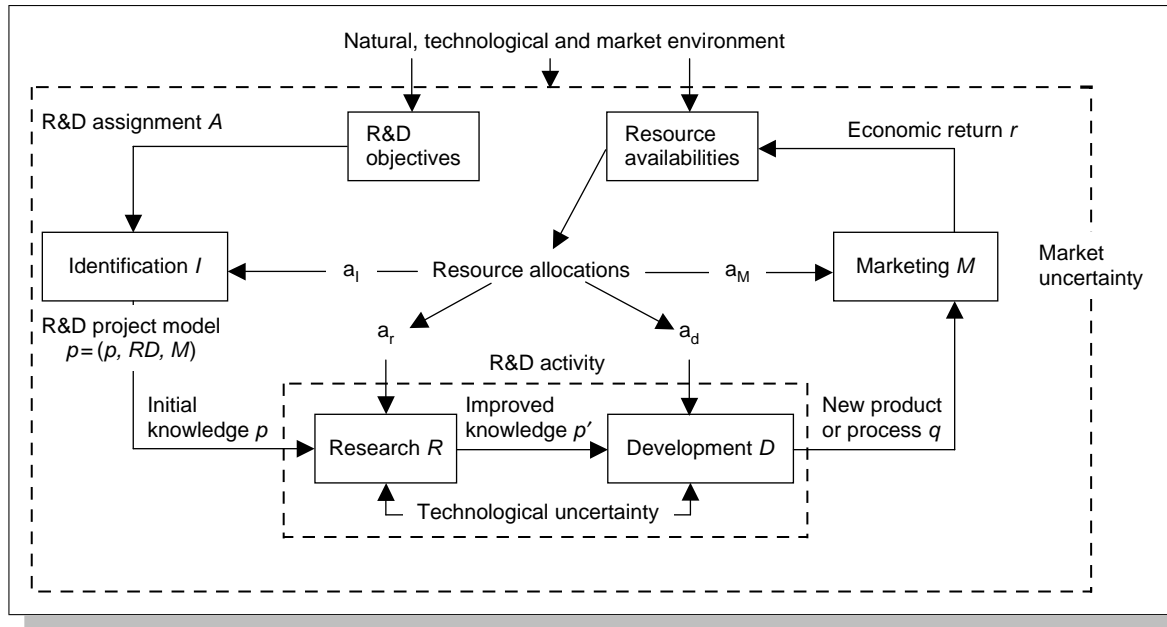 Natural, technological and market environment
R&D assignment A
R&D
objectives
Resource
availabilities
Economic return r
Identification I
a_I
Resource allocations
a_M
Marketing M
Market
uncertainty
R&D project model
p=(p, RD, M)
a_r
a_d
R&D activity
Initial
knowledge p
Research R
Improved
knowledge p′
Development D
New product
or process q
Technological uncertainty